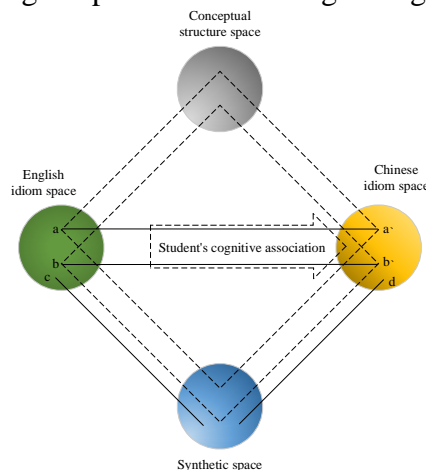 Conceptual
structure space
English
idiom space
Chinese
idiom space
a
a`
Student's cognitive association
b
b`
c
d
Synthetic space